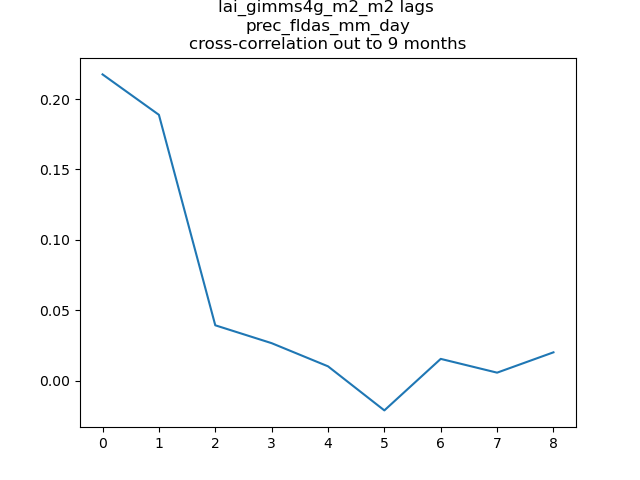 lai_gimms4g_m2_m2 lags
prec_fldas_mm_day
cross-correlation out to 9 months
0.20
0.15
0.10
0.05
0.00
0 1 2 3 4 5 6 7 8